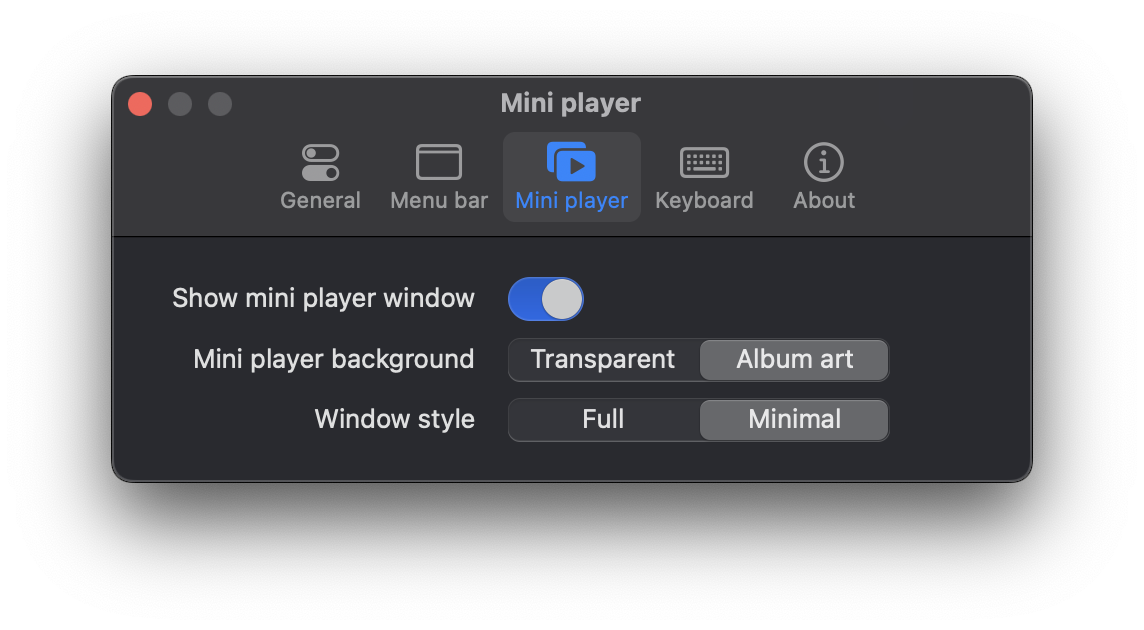 Mini player
General Menu bar Mini player Keyboard About
Show mini player window
Mini player background Transparent Album art
Window style Full Minimal